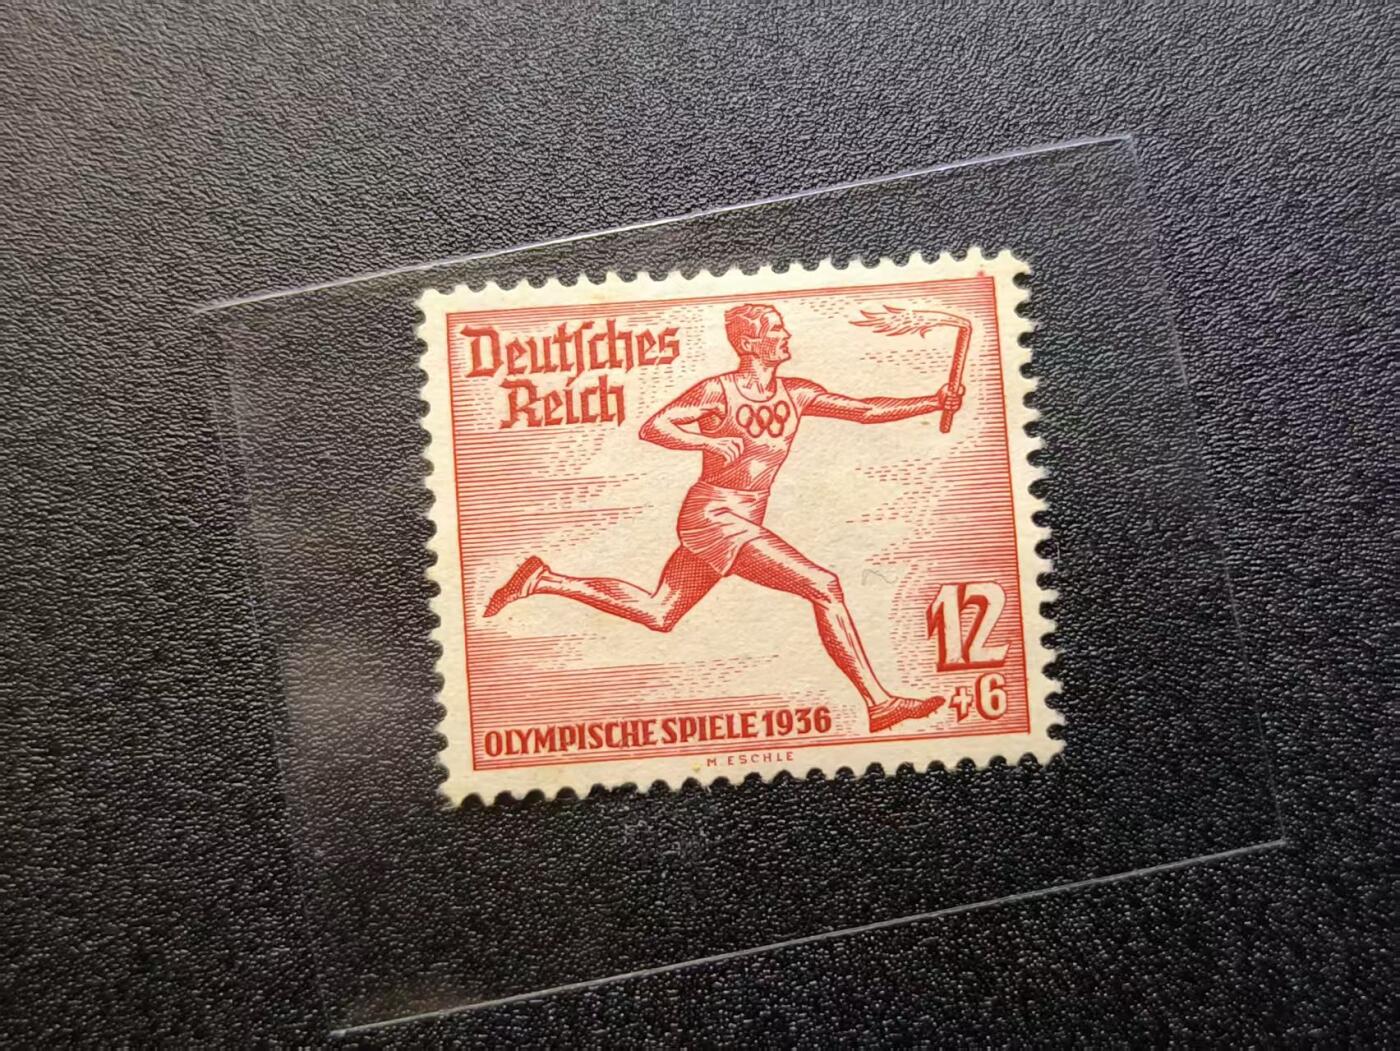 Deutsches
Reich
12
+6
OLYMPISCHE SPIELE 1936
M. ESCHLE